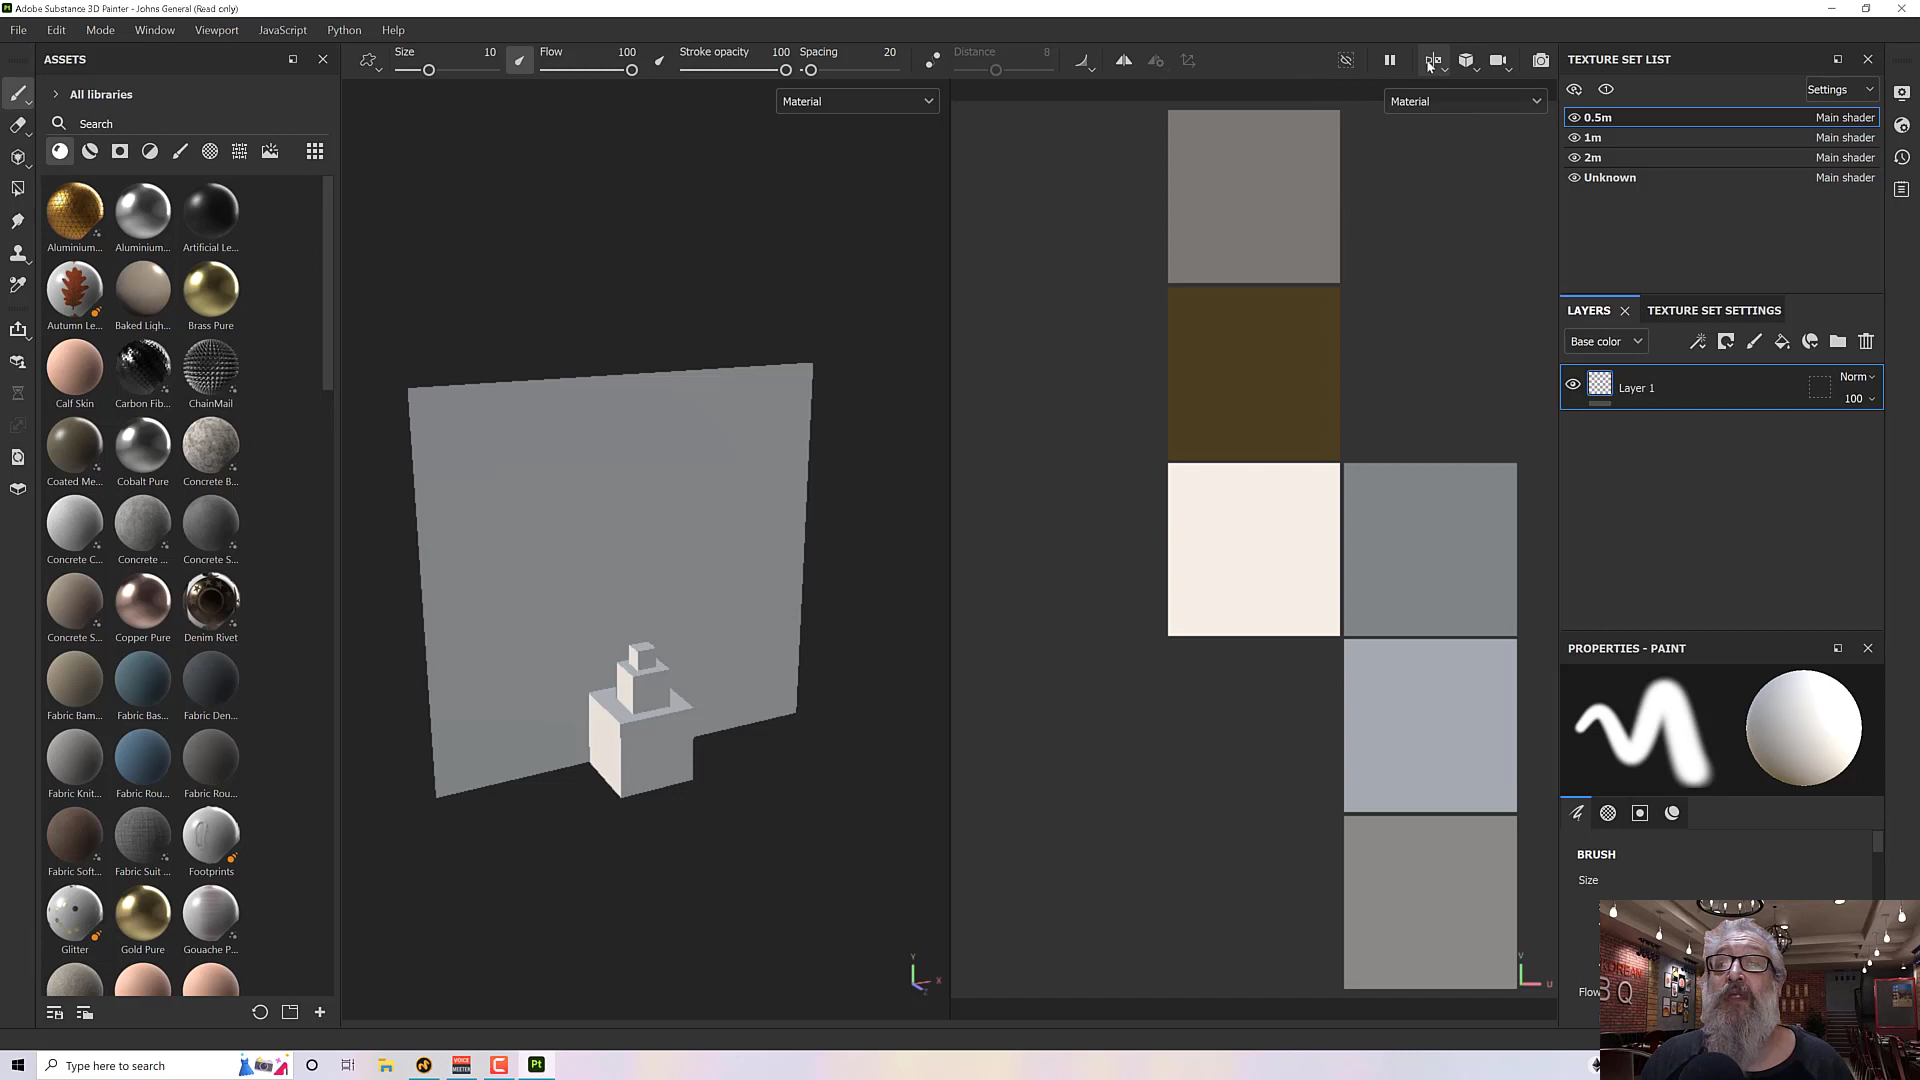 Adobe Substance 3D Painter - Johns General (Read only)
File Edit Mode Window Viewport JavaScript Python Help
ASSETS
Size 10
Flow 100
Stroke opacity 100
Spacing 20
Distance 8
TEXTURE SET LIST
All libraries
Search
Material
Material
Settings
0.5m Main shader
1m Main shader
2m Main shader
Unknown Main shader
Aluminium... Aluminium... Artificial Le...
Autumn Le... Baked Ligh... Brass Pure
Calf Skin Carbon Fib... ChainMail
Coated Me... Cobalt Pure Concrete B...
Concrete C... Concrete ... Concrete S...
Concrete S... Copper Pure Denim Rivet
Fabric Bam... Fabric Bas... Fabric Den...
Fabric Knit... Fabric Rou... Fabric Rou...
Fabric Soft... Fabric Suit ... Footprints
Glitter Gold Pure Gouache P...
LAYERS
TEXTURE SET SETTINGS
Base color
Layer 1
Norm
100
PROPERTIES - PAINT
BRUSH
Size
Flow
KOREAN
BQ
Y
X
Z
V
U
Type here to search
VOICE
MEETER
Pt